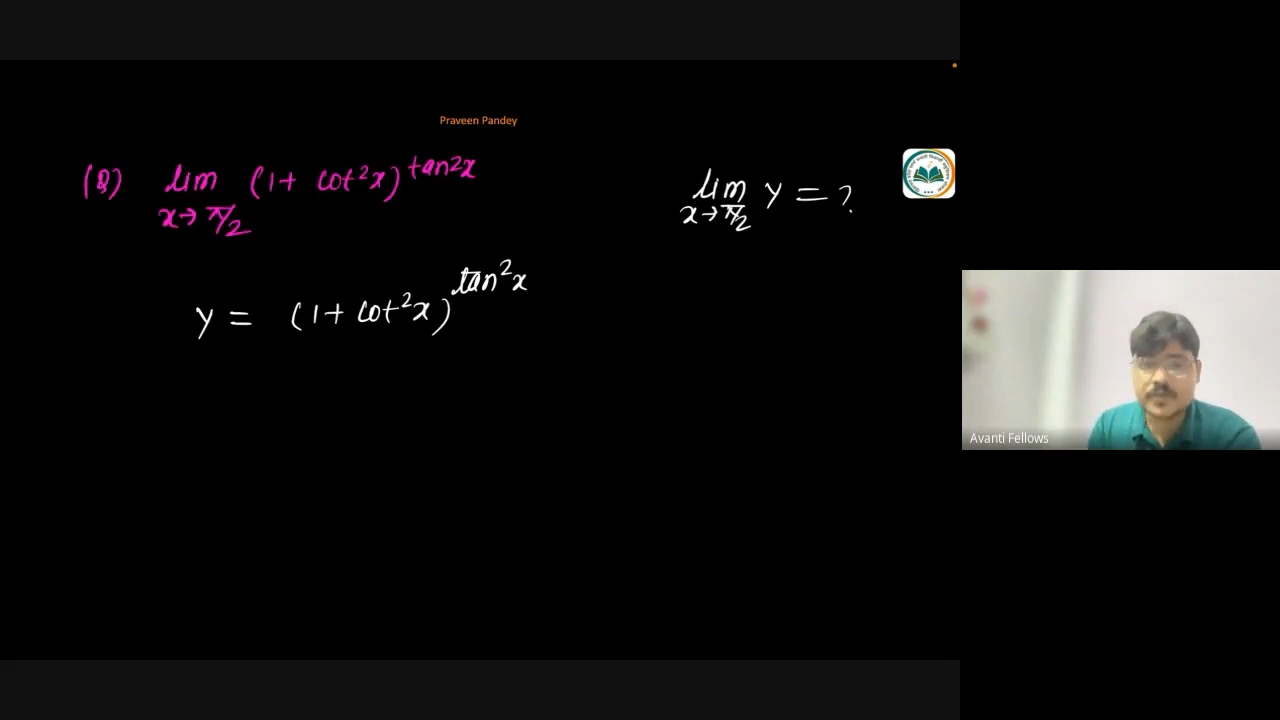 Praveen Pandey
(Q) lim (1 + cot²x)^tan2x
x→π/2
lim y = ?
x→π/2
y = (1 + cot²x)^tan²x
Avanti Fellows